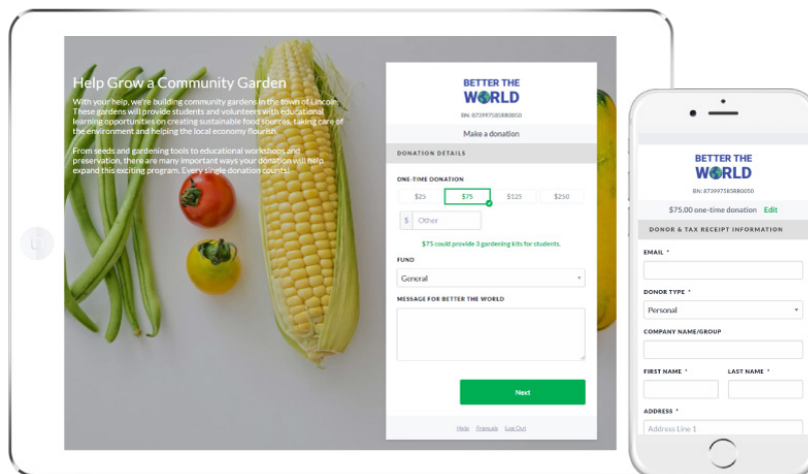 Help Grow a Community Garden
With your help, we're building community gardens in the town of Lincoln.
These gardens will provide students and volunteers with educational
learning opportunities on creating sustainable food sources, taking care of
the environment and helping the local economy flourish.
From seeds and gardening tools to educational workshops and
preservation, there are many important ways your donation will help
expand this exciting program. Every single donation counts!
BETTER THE
WORLD
BN: 873997585RR0050
Make a donation
DONATION DETAILS
ONE-TIME DONATION
$25 $75 $125 $250
$ Other
$75 could provide 3 gardening kits for students.
FUND
General
MESSAGE FOR BETTER THE WORLD
Next
Help Français Log Out
BETTER THE
WORLD
BN: 873997585RR0050
$75.00 one-time donation Edit
DONOR & TAX RECEIPT INFORMATION
EMAIL *
DONOR TYPE *
Personal
COMPANY NAME/GROUP
FIRST NAME * LAST NAME *
ADDRESS *
Address Line 1